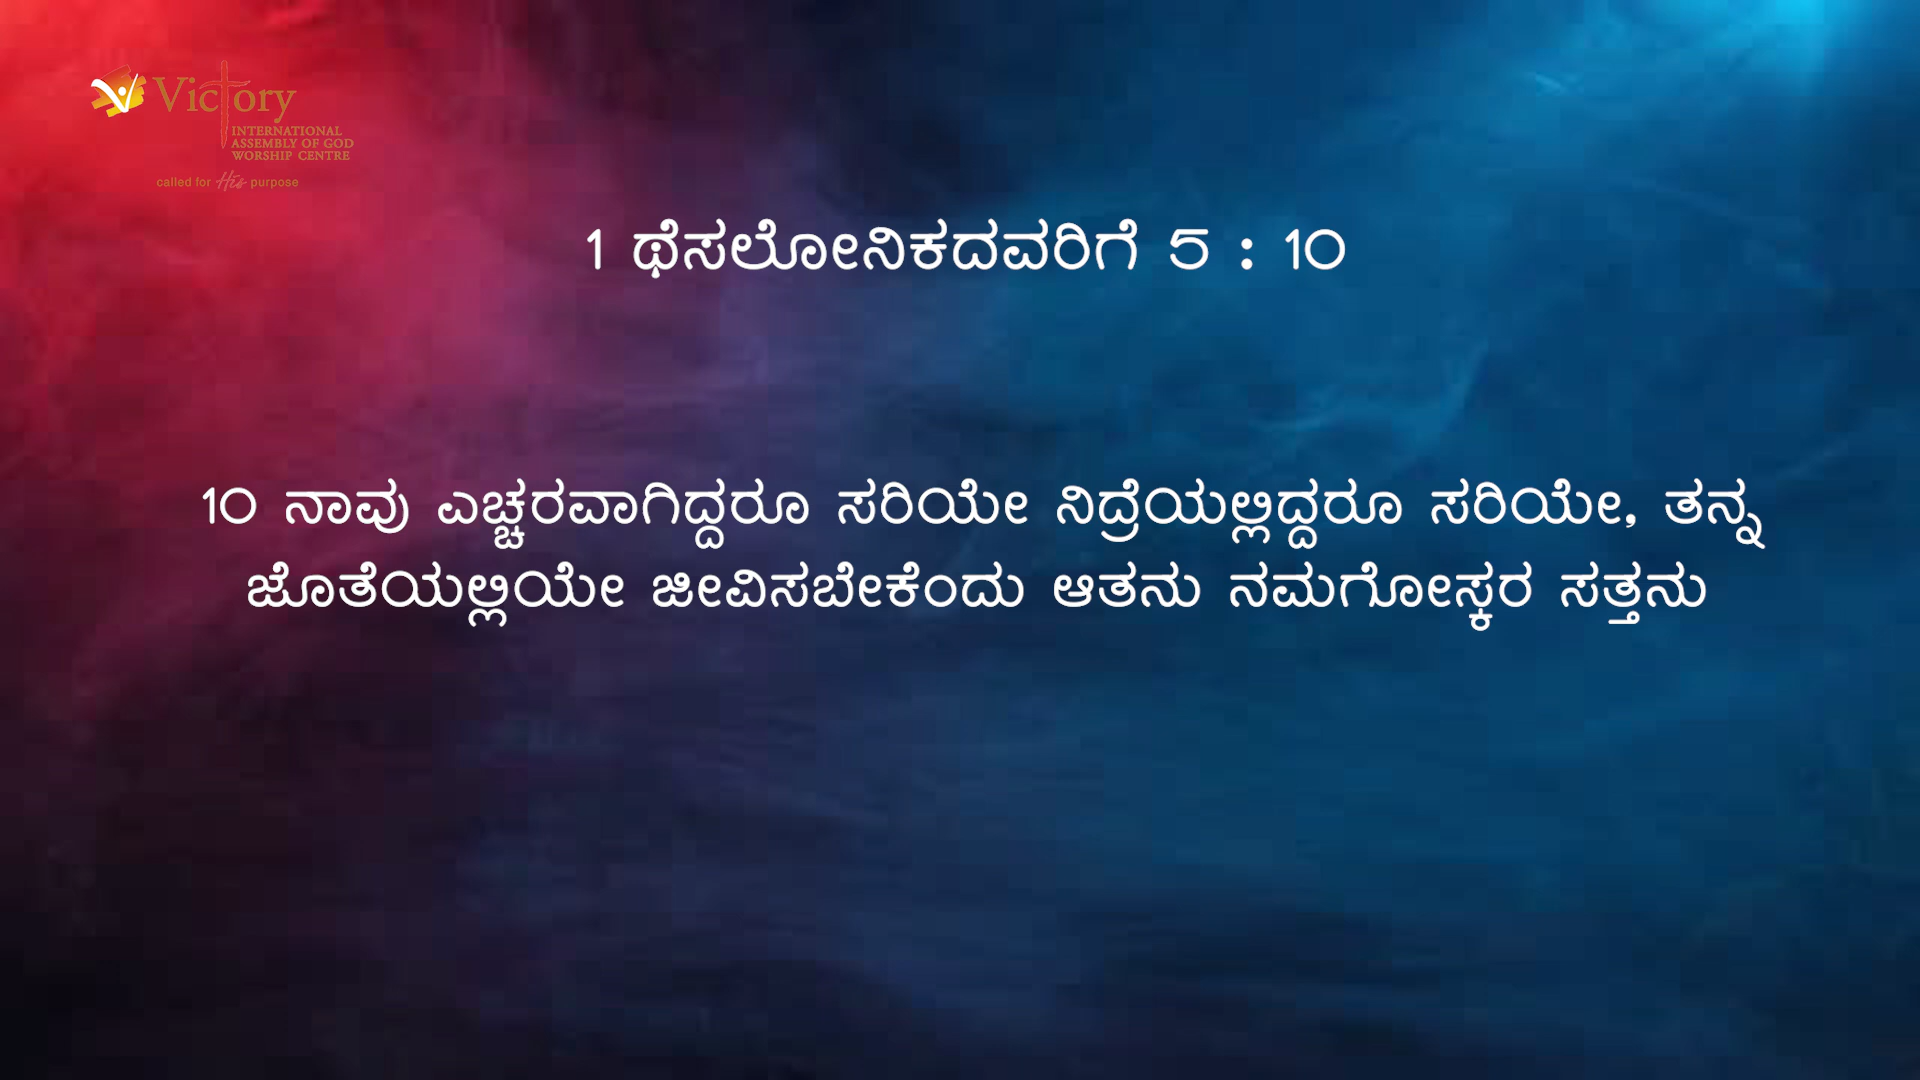 Victory
INTERNATIONAL
ASSEMBLY OF GOD
WORSHIP CENTRE
called for His purpose
1 ಥೆಸಲೋನಿಕದವರಿಗೆ 5 : 10
10 ನಾವು ಎಚ್ಚರವಾಗಿದ್ದರೂ ಸರಿಯೇ ನಿದ್ರೆಯಲ್ಲಿದ್ದರೂ ಸರಿಯೇ, ತನ್ನ
ಜೊತೆಯಲ್ಲಿಯೇ ಜೀವಿಸಬೇಕೆಂದು ಆತನು ನಮಗೋಸ್ಕರ ಸತ್ತನು